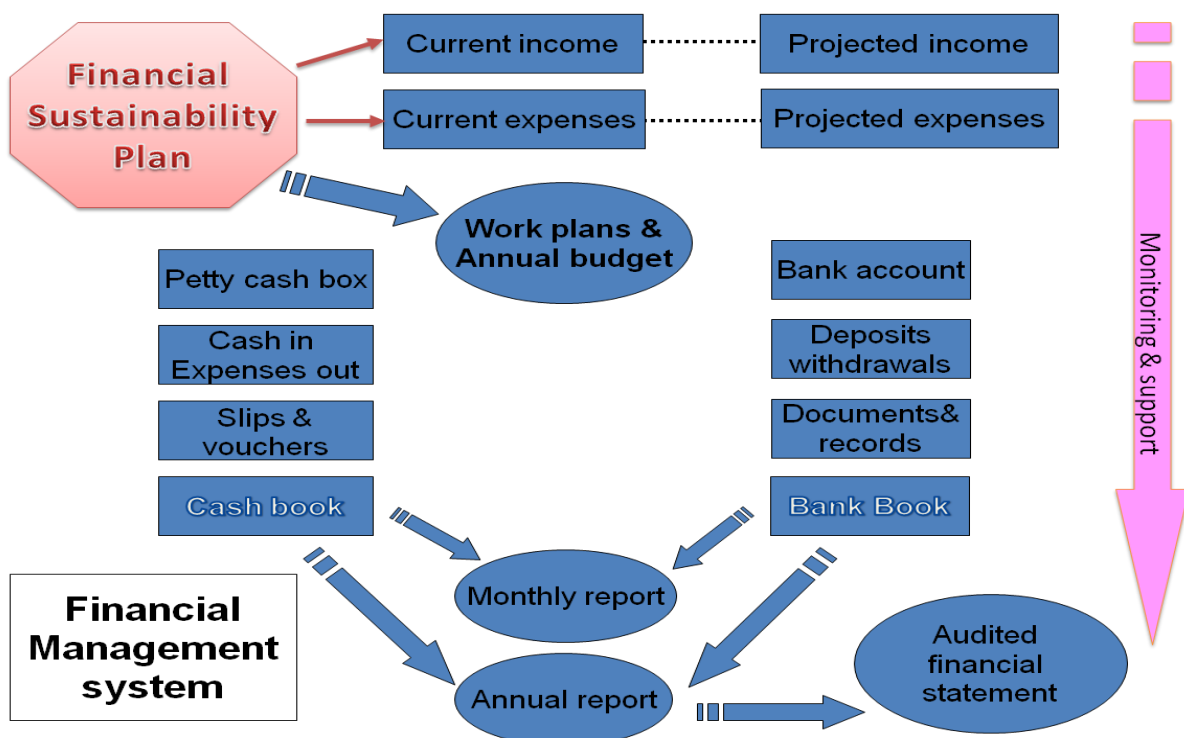 Financial
Sustainability
Plan
Current income
Projected income
Current expenses
Projected expenses
Work plans &
Annual budget
Petty cash box
Cash in
Expenses out
Slips &
vouchers
Cash book
Bank account
Deposits
withdrawals
Documents&
records
Bank Book
Monitoring & support
Monthly report
Financial
Management
system
Annual report
Audited
financial
statement